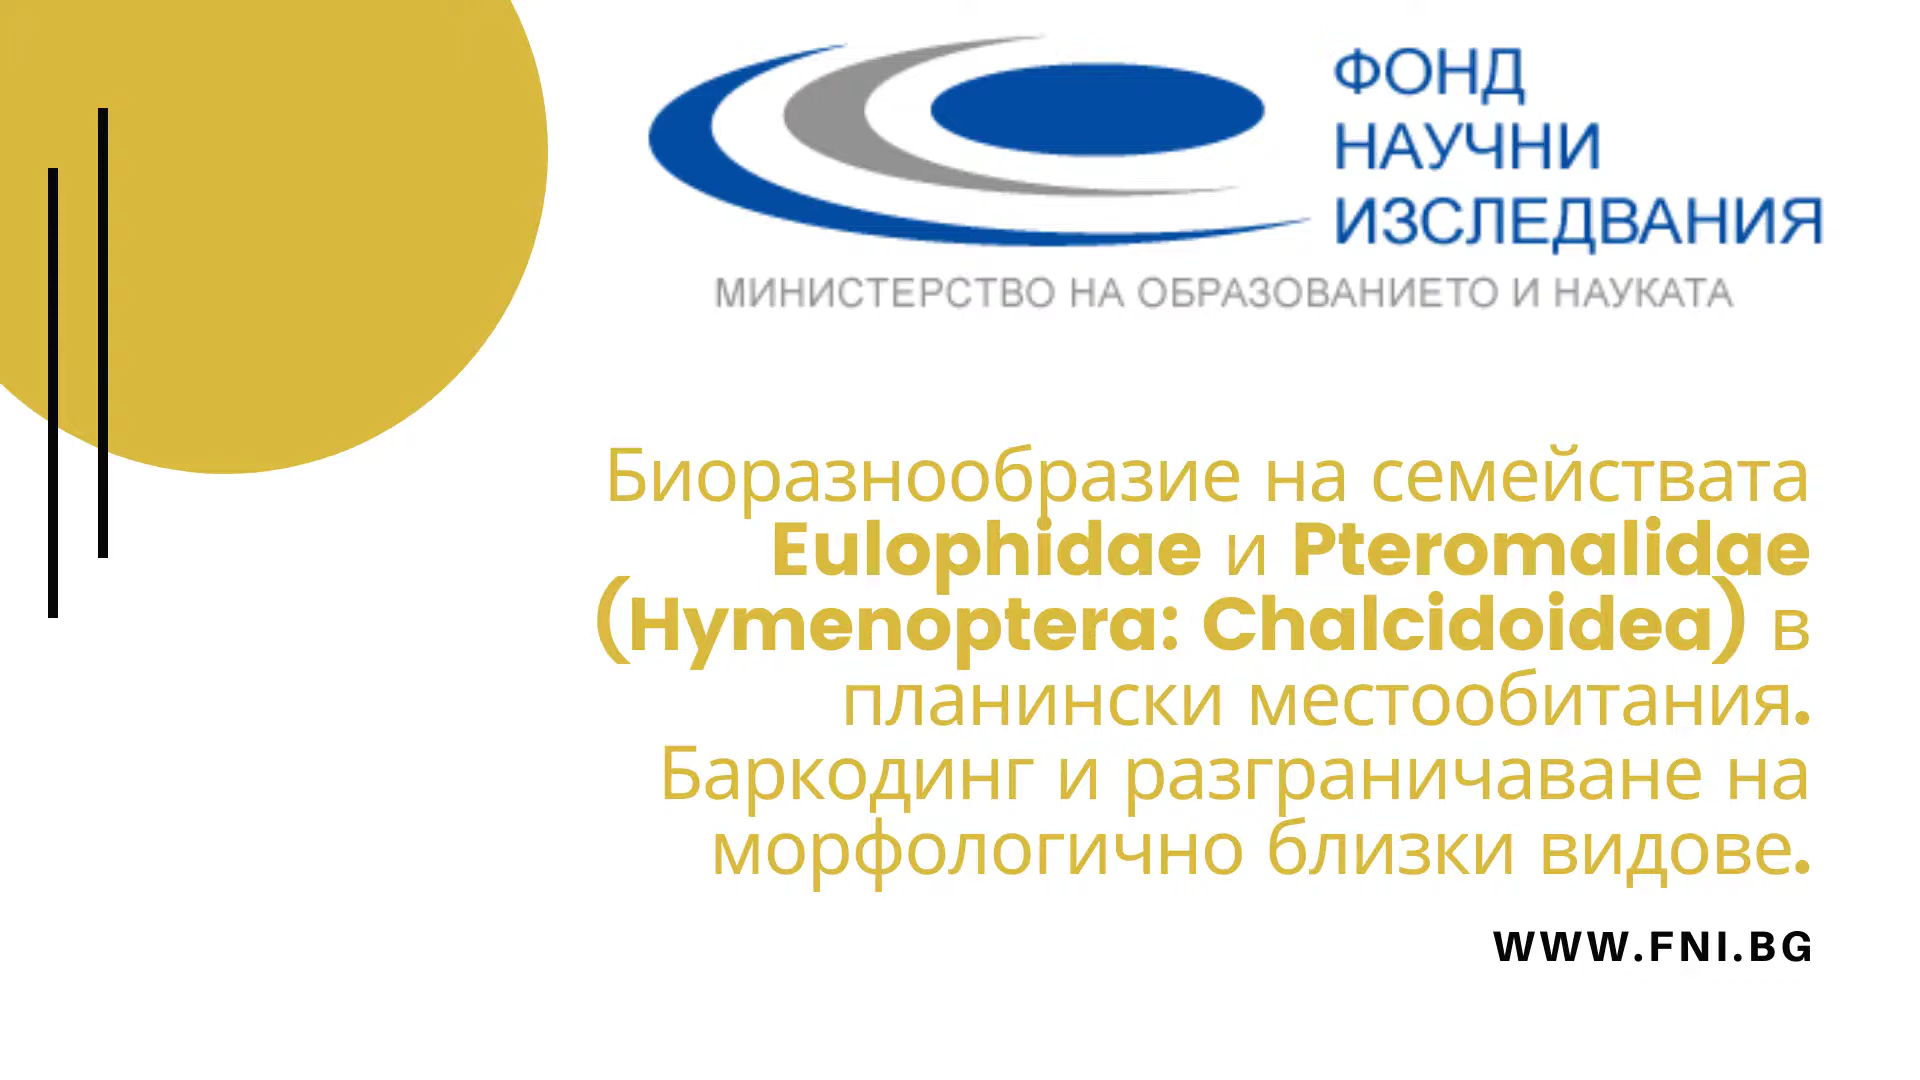 ФОНД
НАУЧНИ
ИЗСЛЕДВАНИЯ
МИНИСТЕРСТВО НА ОБРАЗОВАНИЕТО И НАУКАТА
Биоразнообразие на семействата
Eulophidae и Pteromalidae
(Hymenoptera: Chalcidoidea) в
планински местообитания.
Баркодинг и разграничаване на
морфологично близки видове.
WWW.FNI.BG